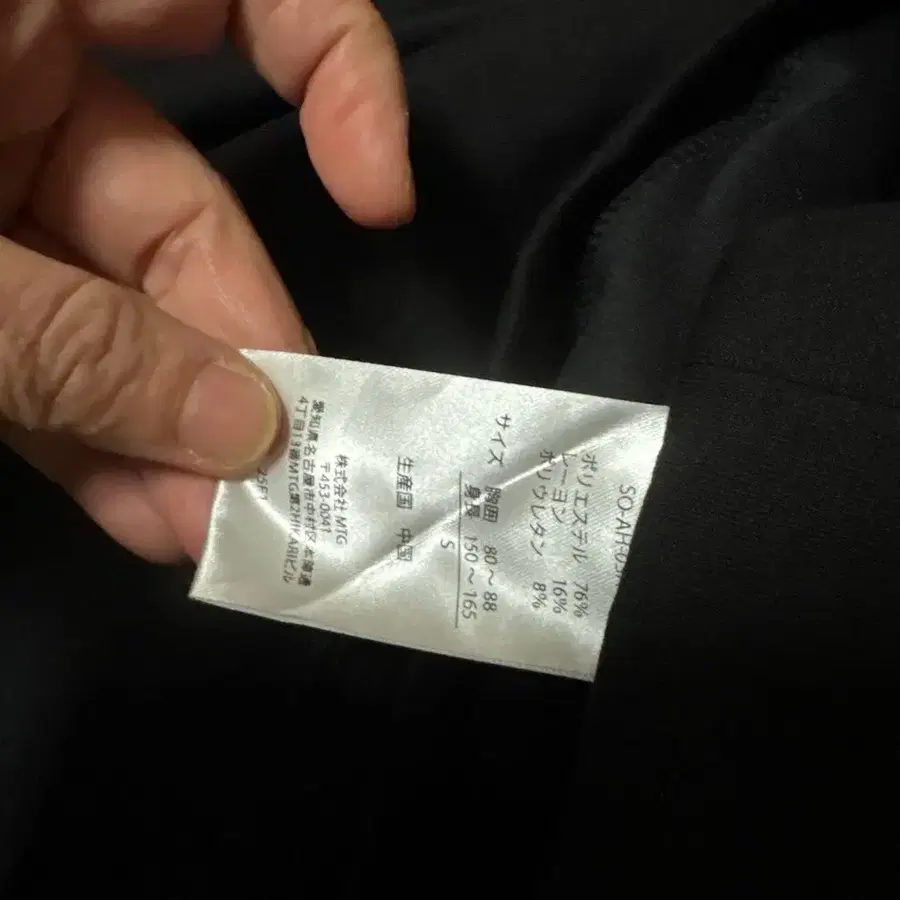 SO-AH-03
ポリエステル 76%
レーヨン 16%
ポリウレタン 8%
サイズ 胸囲 80～88
身長 150～165
S
生産国 中国
株式会社 MTG
〒453-0041
愛知県名古屋市中村区本陣通
4丁目13番MTG第2HIKARIビル